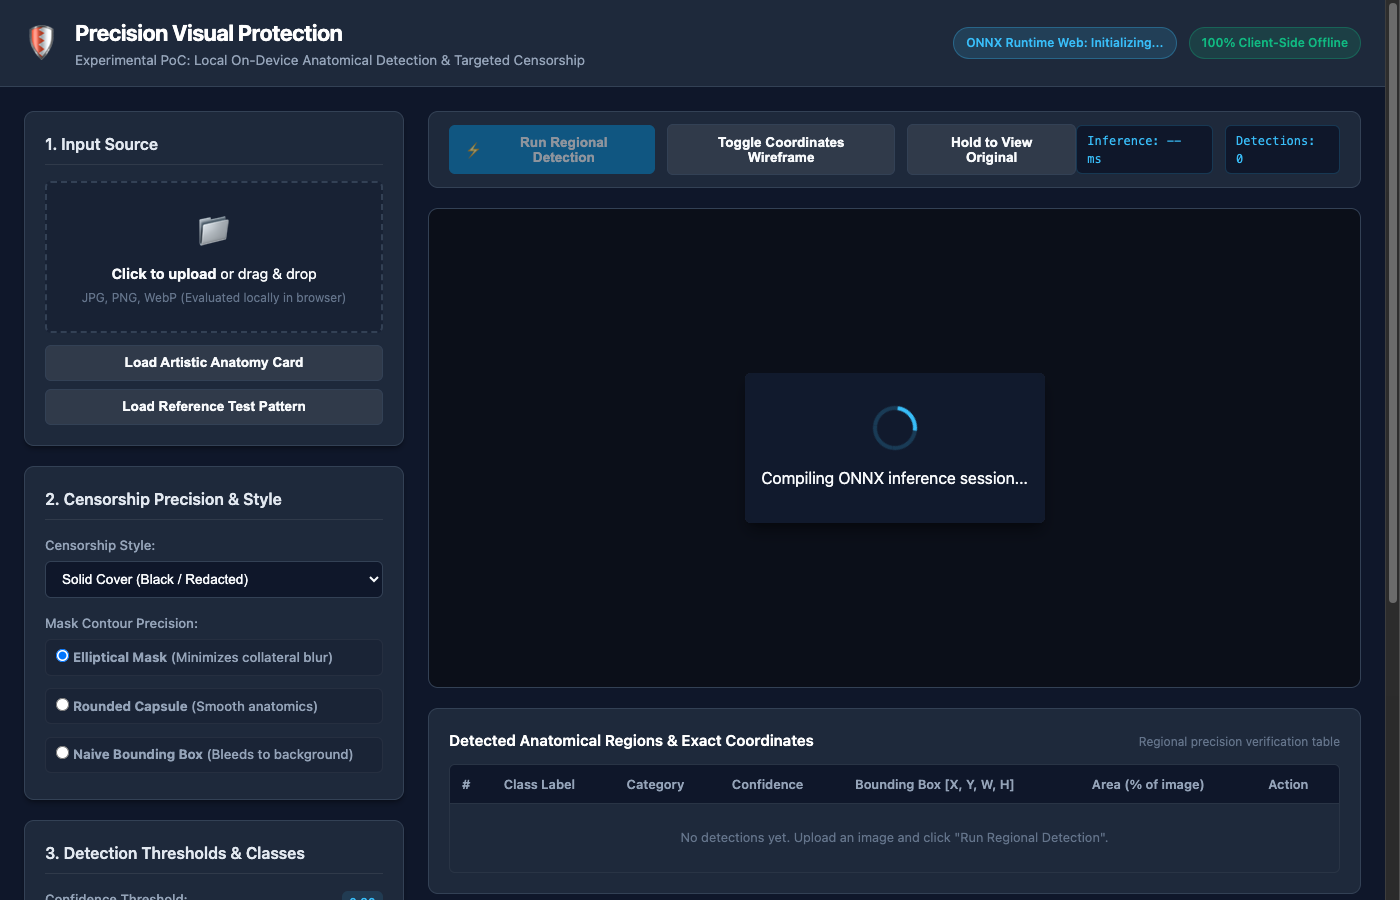 Precision Visual Protection
Experimental PoC: Local On-Device Anatomical Detection & Targeted Censorship
ONNX Runtime Web: Initializing...
100% Client-Side Offline
1. Input Source
Click to upload or drag & drop
JPG, PNG, WebP (Evaluated locally in browser)
Load Artistic Anatomy Card
Load Reference Test Pattern
2. Censorship Precision & Style
Censorship Style:
Solid Cover (Black / Redacted)
Mask Contour Precision:
Elliptical Mask (Minimizes collateral blur)
Rounded Capsule (Smooth anatomics)
Naive Bounding Box (Bleeds to background)
3. Detection Thresholds & Classes
Confidence Threshold:
Run Regional
Detection
Toggle Coordinates
Wireframe
Hold to View
Original
Inference: --
ms
Detections:
0
Compiling ONNX inference session...
Detected Anatomical Regions & Exact Coordinates
Regional precision verification table
# Class Label Category Confidence Bounding Box [X, Y, W, H] Area (% of image) Action
No detections yet. Upload an image and click "Run Regional Detection".